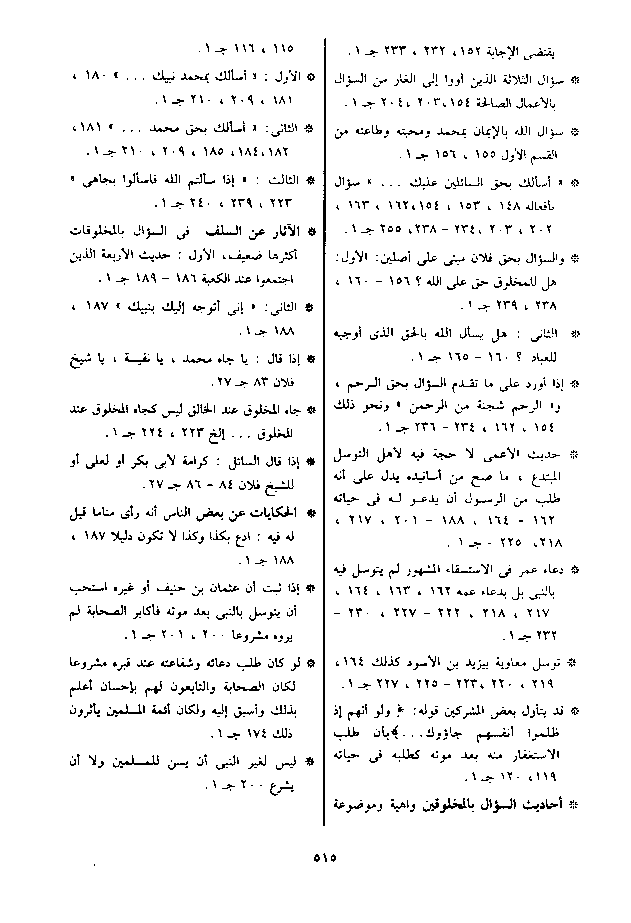 يقتضى الإجابة ١٥٢، ٢٣٢ ، ٢٣٣ جـ ١.
* سؤال الثلاثة الذين أووا إلى الغار من السؤال
بالأعمال الصالحة ١٥٤، ٢٠٣ ، ٢٠٤ جـ ١.
* سؤال الله بالإيمان بمحمد ومحبته وطاعته من
القسم الأول ١٥٥ ، ١٥٦ جـ ١.
* « أسألك بحق السائلين عليك ... » سؤال
بأفعاله ١٤٨ ، ١٥٣ ، ١٥٤، ١٦٢ ، ١٦٣ ،
٢٠٢ ، ٢٠٣ ، ٢٣٤ – ٢٣٨، ٢٥٥ جـ ١.
* والسؤال بحق فلان مبنى على أصلين: الأول:
هل للمخلوق حق على الله ؟ ١٥٦ – ١٦٠ ،
٢٣٨ ، ٢٣٩ جـ ١.
* الثانى : هل يسأل الله بالحق الذى أوجبه
للعباد ؟ ١٦٠ – ١٦٥ جـ ١.
* إذا أورد على ما تقدم السؤال بحق الرحم ،
و« الرحم شجنة من الرحمن » ونحو ذلك
١٥٤ ، ١٦٢ ، ٢٣٤ – ٢٣٦ جـ ١.
* حديث الأعمى لا حجة فيه لأهل التوسل
المبتدع ، ما صح من أسانيده يدل على أنه
طلب من الرسول أن يدعو له فى حياته
١٦٢ – ١٦٤ ، ١٨٨ – ٢٠١ ، ٢١٧ ،
٢١٨، ٢٢٥ - جـ ١.
* دعاء عمر فى الاستسقاء المشهور لم يتوسل فيه
بالنبى بل بدعاء عمه ١٦٢ ، ١٦٣ ، ١٦٤ ،
٢١٧ ، ٢١٨ ، ٢٢٢ – ٢٢٧ ، ٢٣٠ –
٢٣٢ جـ ١.
* توسل معاوية بيزيد بن الأسود كذلك ١٦٤،
٢١٩ ، ٢٢٠ ،٢٢٣ – ٢٢٥ ، ٢٢٧ جـ ١.
* قد يتأول بعض المشركين قوله: ﴿ ولو أنهم إذ
ظلموا أنفسهم جاؤوك...﴾بأن طلب
الاستغفار منه بعد موته كطلبه فى حياته
١١٩، ١٢٠ جـ ١.
* أحاديث السؤال بالمخلوقين واهية وموضوعة
١١٥ ، ١١٦ جـ ١.
* الأول : « أسألك بمحمد نبيك ... » ١٨٠ ،
١٨١ ، ٢٠٩ ، ٢١٠ جـ ١.
* الثانى: « أسألك بحق محمد ... » ١٨١،
١٨٢،١٨٤، ١٨٥ ، ٢٠٩ ، ٢١٠ جـ ١.
* الثالث : « إذا سألتم الله فاسألوا بجاهى »
٢٢٣ ، ٢٣٩ ، ٢٤٠ جـ ١.
* الآثار عن السلف فى السؤال بالمخلوقات
أكثرها ضعيف، الأول : حديث الأربعة الذين
اجتمعوا عند الكعبة ١٨٦ – ١٨٩ جـ ١.
* الثانى: « إنى أتوجه إليك بنبيك » ١٨٧ ،
١٨٨ جـ ١.
* إذا قال : يا جاه محمد ، يا نفيسة ، يا شيخ
فلان ٨٣ جـ ٢٧.
* جاه المخلوق عند الخالق ليس كجاه المخلوق عند
المخلوق ... إلخ ٢٢٣ ، ٢٢٤ جـ ١.
* إذا قال السائل : كرامة لأبى بكر أو لعلى أو
للشيخ فلان ٨٤ – ٨٦ جـ ٢٧.
* الحكايات عن بعض الناس أنه رأى مناما قيل
له فيه : ادع بكذا وكذا لا تكون دليلا ١٨٧ ،
١٨٨ جـ ١.
* إذا ثبت أن عثمان بن حنيف أو غيره استحب
أن يتوسل بالنبى بعد موته فأكابر الصحابة لم
يروه مشروعا ٢٠٠ ، ٢٠١ جـ ١.
* لو كان طلب دعائه وشفاعته عند قبره مشروعا
لكان الصحابة والتابعون لهم بإحسان أعلم
بذلك وأسبق إليه ولكان أئمة المسلمين يأثرون
ذلك ١٧٤ جـ ١.
* ليس لغير النبى أن يسن للمسلمين ولا أن
يشرع ٢٠٠ جـ ١.
٥١٥